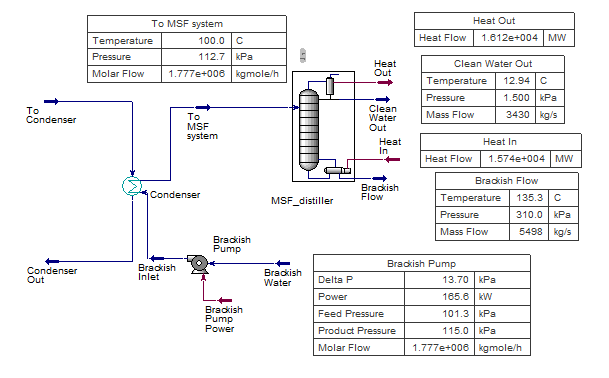 To MSF system
Temperature 100.0 C
Pressure 112.7 kPa
Molar Flow 1.777e+006 kgmole/h
Heat Out
Heat Flow 1.612e+004 MW
Clean Water Out
Temperature 12.94 C
Pressure 1.500 kPa
Mass Flow 3430 kg/s
Heat In
Heat Flow 1.574e+004 MW
Brackish Flow
Temperature 135.3 C
Pressure 310.0 kPa
Mass Flow 5498 kg/s
To
Condenser
To
MSF
system
Heat
Out
Clean
Water
Out
Heat
In
Brackish
Flow
MSF_distiller
Condenser
Condenser
Out
Brackish
Inlet
Brackish
Pump
Brackish
Water
Brackish
Pump
Power
Brackish Pump
Delta P 13.70 kPa
Power 165.6 kW
Feed Pressure 101.3 kPa
Product Pressure 115.0 kPa
Molar Flow 1.777e+006 kgmole/h